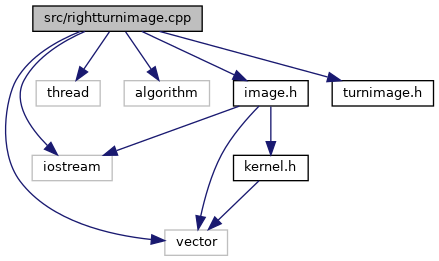 src/rightturnimage.cpp
thread
algorithm
image.h
turnimage.h
iostream
kernel.h
vector